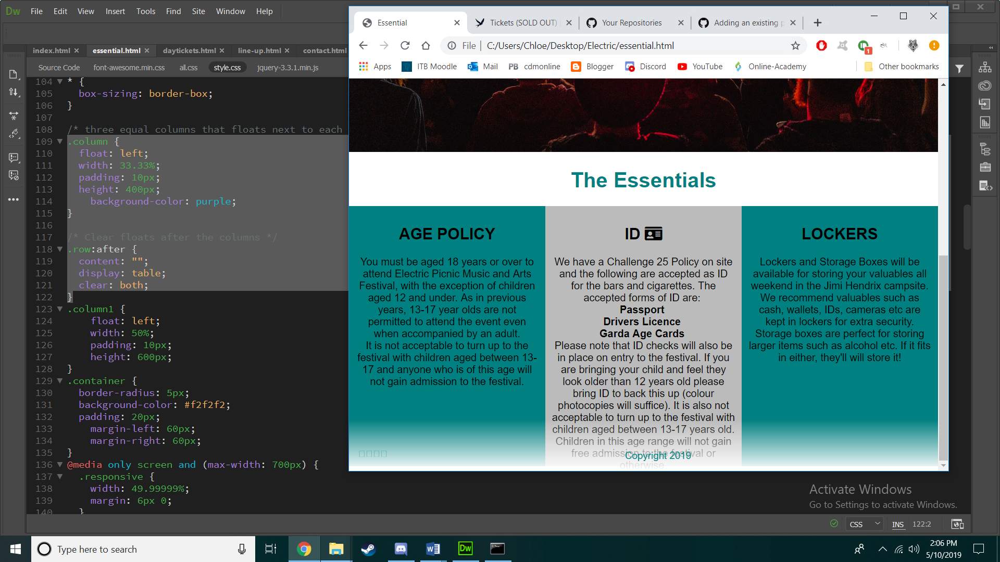 Dw File Edit View Insert Tools Find Site Window Help
index.html essential.html daytickets.html line-up.html contact.html
Source Code font-awesome.min.css all.css style.css jquery-3.3.1.min.js
104 * {
105 box-sizing: border-box;
106 }
107
108 /* three equal columns that floats next to each
109 .column {
110 float: left;
111 width: 33.33%;
112 padding: 10px;
113 height: 400px;
114 background-color: purple;
115 }
116
117 /* Clear floats after the columns */
118 .row:after {
119 content: "";
120 display: table;
121 clear: both;
122 }
123 .column1 {
124 float: left;
125 width: 50%;
126 padding: 10px;
127 height: 600px;
128 }
129 .container {
130 border-radius: 5px;
131 background-color: #f2f2f2;
132 padding: 20px;
133 margin-left: 60px;
134 margin-right: 60px;
135 }
136 @media only screen and (max-width: 700px) {
137 .responsive {
138 width: 49.99999%;
139 margin: 6px 0;
140 }
Essential Tickets (SOLD OUT) Your Repositories Adding an existing p
File C:/Users/Chloe/Desktop/Electric/essential.html 1
Apps ITB Moodle Mail PB cdmonline Blogger Discord YouTube Online-Academy Other bookmarks
The Essentials
AGE POLICY
You must be aged 18 years or over to
attend Electric Picnic Music and Arts
Festival, with the exception of children
aged 12 and under. As in previous
years, 13-17 year olds are not
permitted to attend the event even
when accompanied by an adult.
It is not acceptable to turn up to the
festival with children aged between 13-
17 and anyone who is of this age will
not gain admission to the festival.
ID
We have a Challenge 25 Policy on site
and the following are accepted as ID
for the bars and cigarettes. The
accepted forms of ID are:
Passport
Drivers Licence
Garda Age Cards
Please note that ID checks will also be
in place on entry to the festival. If you
are bringing your child and feel they
look older than 12 years old please
bring ID to back this up (colour
photocopies will suffice). It is also not
acceptable to turn up to the festival with
children aged between 13-17 years old.
Children in this age range will not gain
free admission to the festival or
otherwise.
LOCKERS
Lockers and Storage Boxes will be
available for storing your valuables all
weekend in the Jimi Hendrix campsite.
We recommend valuables such as
cash, wallets, IDs, cameras etc are
kept in lockers for extra security.
Storage boxes are perfect for storing
larger items such as alcohol etc. If it fits
in either, they'll will store it!
Copyright 2019
Activate Windows
Go to Settings to activate Windows.
CSS INS 122:2
Type here to search
Dw
2:06 PM
5/10/2019